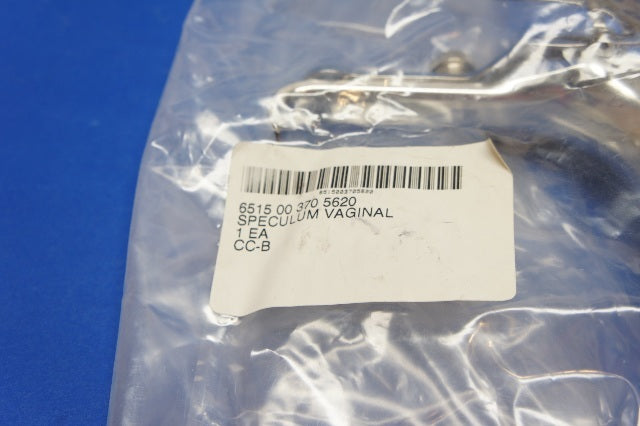 6515 00 370 5620
SPECULUM VAGINAL
1 EA
CC-B